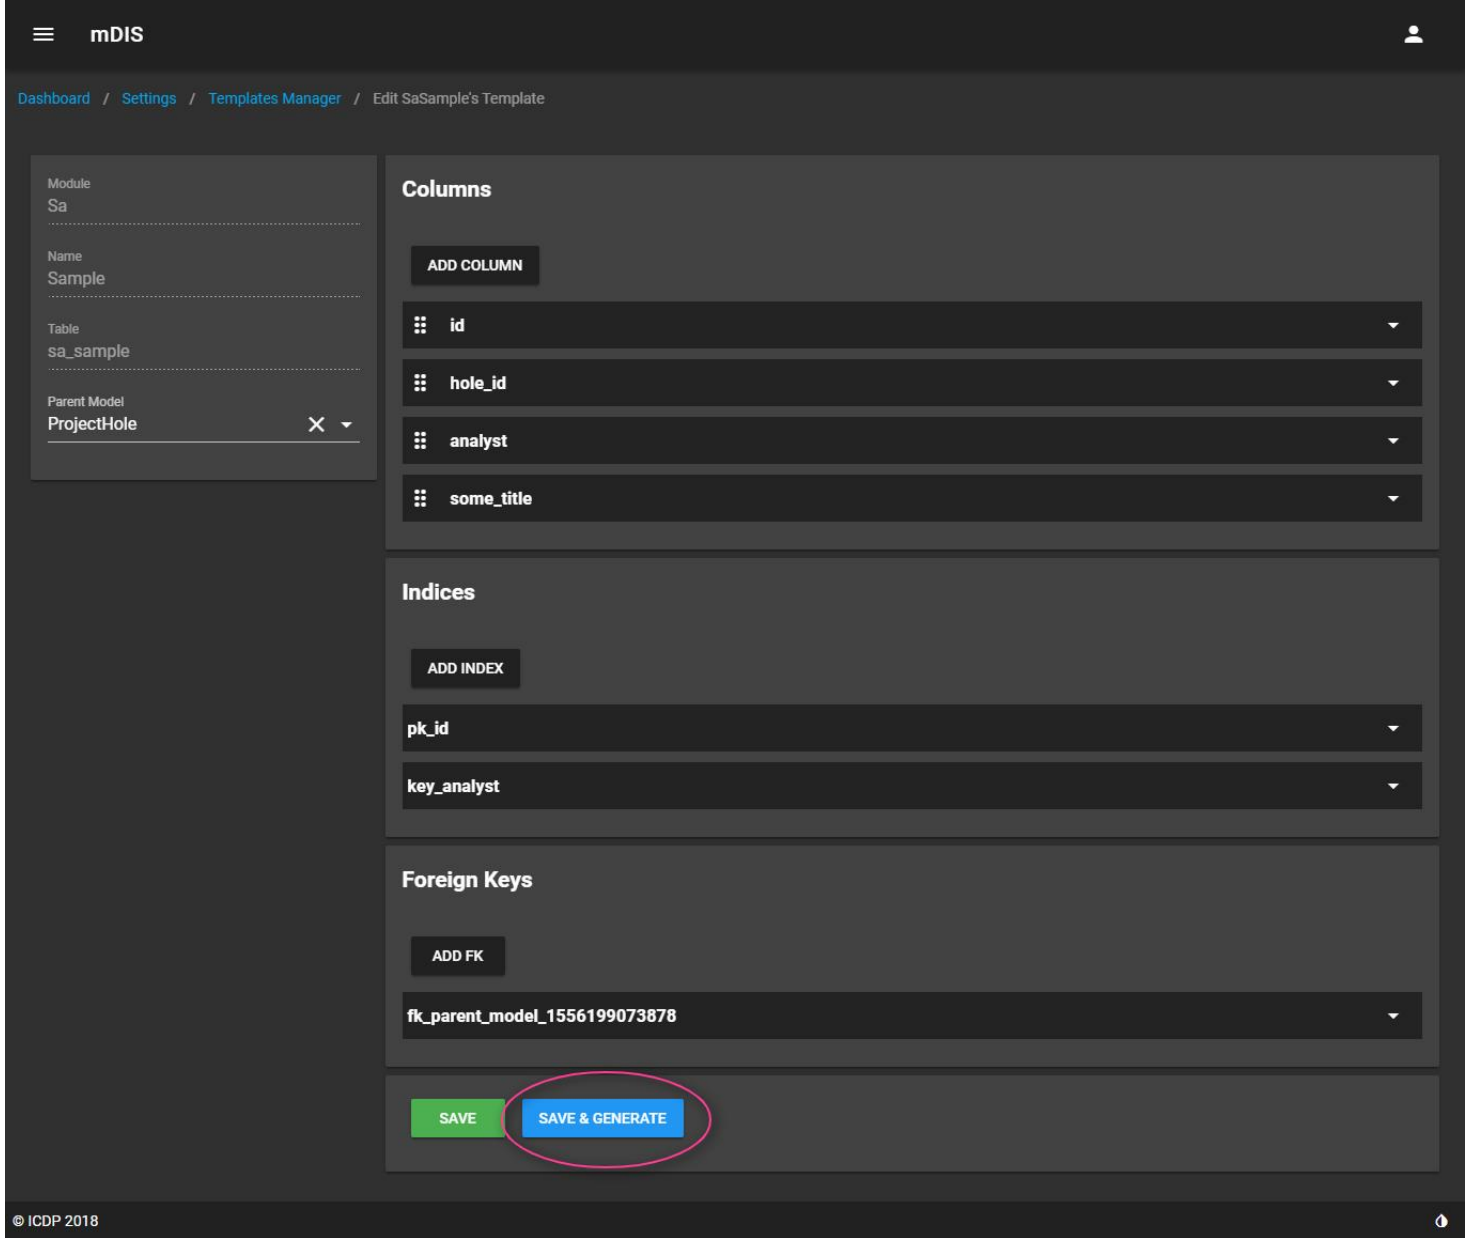 mDIS
Dashboard / Settings / Templates Manager / Edit SaSample's Template
Module
Sa
Name
Sample
Table
sa_sample
Parent Model
ProjectHole
Columns
ADD COLUMN
id
hole_id
analyst
some_title
Indices
ADD INDEX
pk_id
key_analyst
Foreign Keys
ADD FK
fk_parent_model_1556199073878
SAVE
SAVE & GENERATE
© ICDP 2018